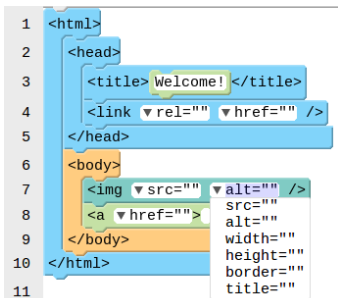 1 <html>
2 <head>
3 <title> Welcome! </title>
4 <link ▼rel="" ▼href="" />
5 </head>
6 <body>
7 <img ▼src="" ▼alt="" />
8 <a ▼href="">
9 </body>
10 </html>
11
src=""
alt=""
width=""
height=""
border=""
title=""